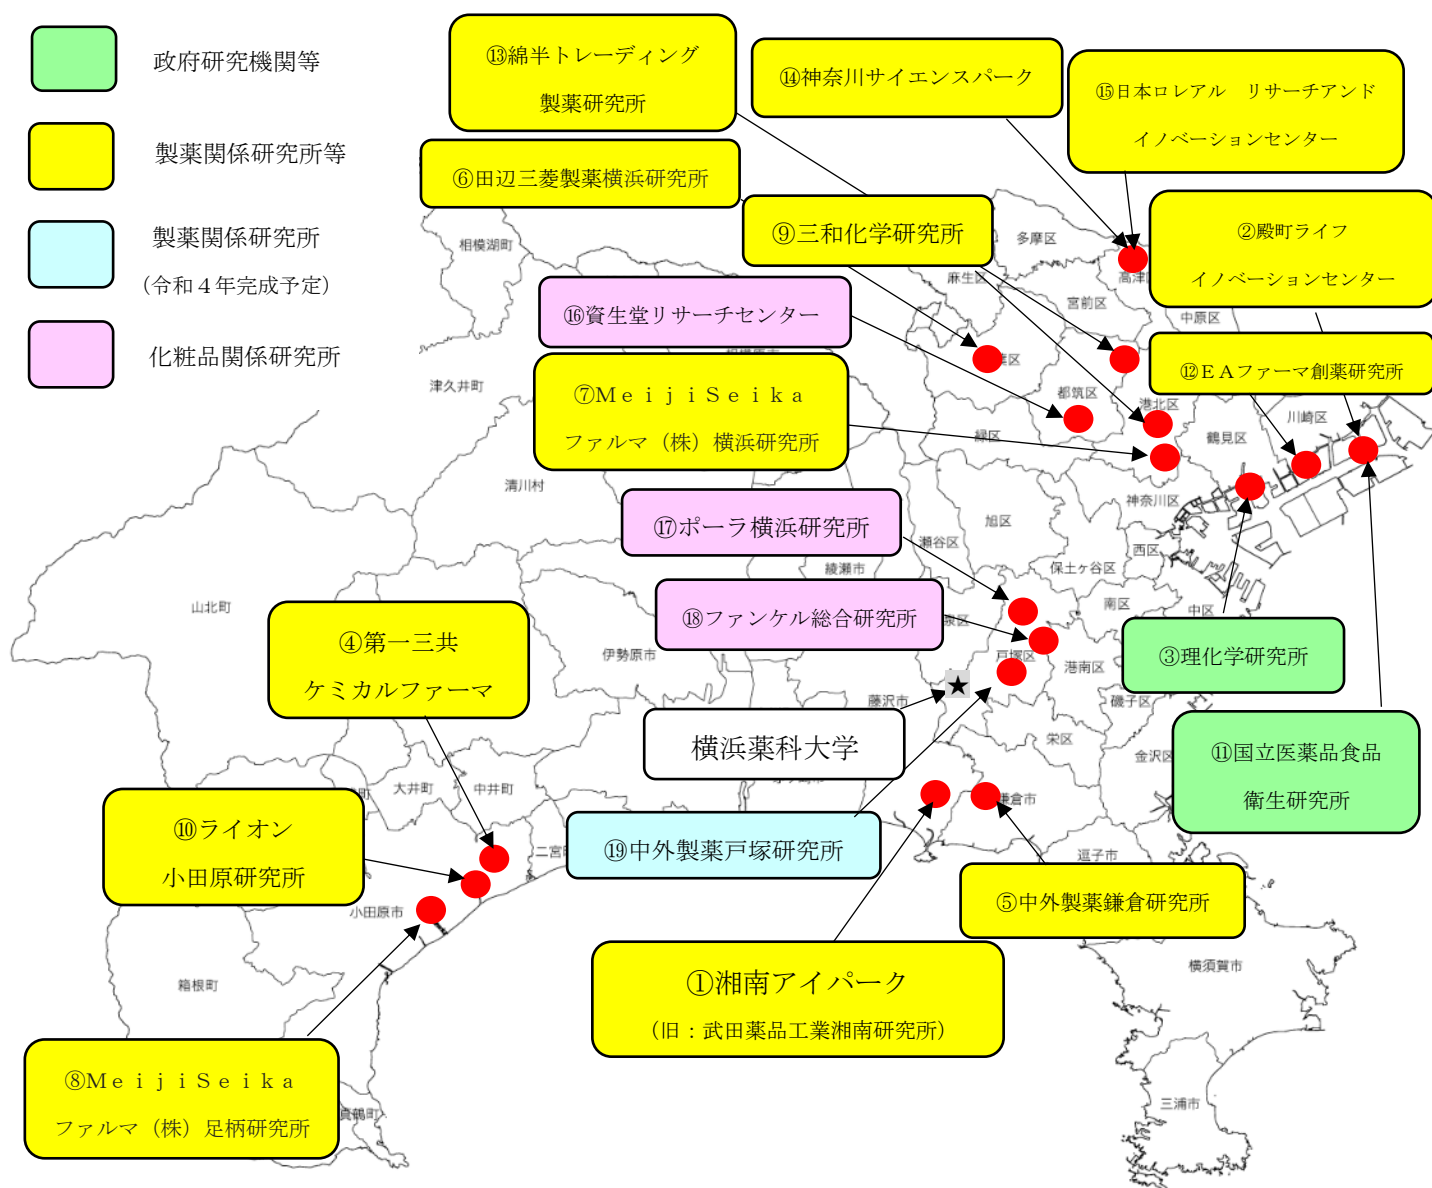 政府研究機関等
製薬関係研究所等
製薬関係研究所
（令和４年完成予定）
化粧品関係研究所
⑬綿半トレーディング
製薬研究所
⑭神奈川サイエンスパーク
⑮日本ロレアル　リサーチアンド
イノベーションセンター
⑥田辺三菱製薬横浜研究所
⑨三和化学研究所
②殿町ライフ
イノベーションセンター
⑯資生堂リサーチセンター
⑫ＥＡファーマ創薬研究所
⑦ＭｅｉｊｉＳｅｉｋａ
ファルマ（株）横浜研究所
⑰ポーラ横浜研究所
⑱ファンケル総合研究所
③理化学研究所
④第一三共
ケミカルファーマ
横浜薬科大学
⑪国立医薬品食品
衛生研究所
⑩ライオン
小田原研究所
⑲中外製薬戸塚研究所
⑤中外製薬鎌倉研究所
①湘南アイパーク
（旧：武田薬品工業湘南研究所）
⑧ＭｅｉｊｉＳｅｉｋａ
ファルマ（株）足柄研究所
相模湖町
多摩区
麻生区
高津
宮前区
中原区
津久井町
都筑区
港北区
川崎区
緑区
鶴見区
清川村
神奈川区
旭区
瀬谷区
西区
保土ヶ谷区
綾瀬市
山北町
南区
中区
泉区
伊勢原市
戸塚区
港南区
藤沢市
磯子区
栄区
金沢区
大井町
中井町
鎌倉市
二宮
逗子市
小田原市
横須賀市
箱根町
真鶴町
三浦市